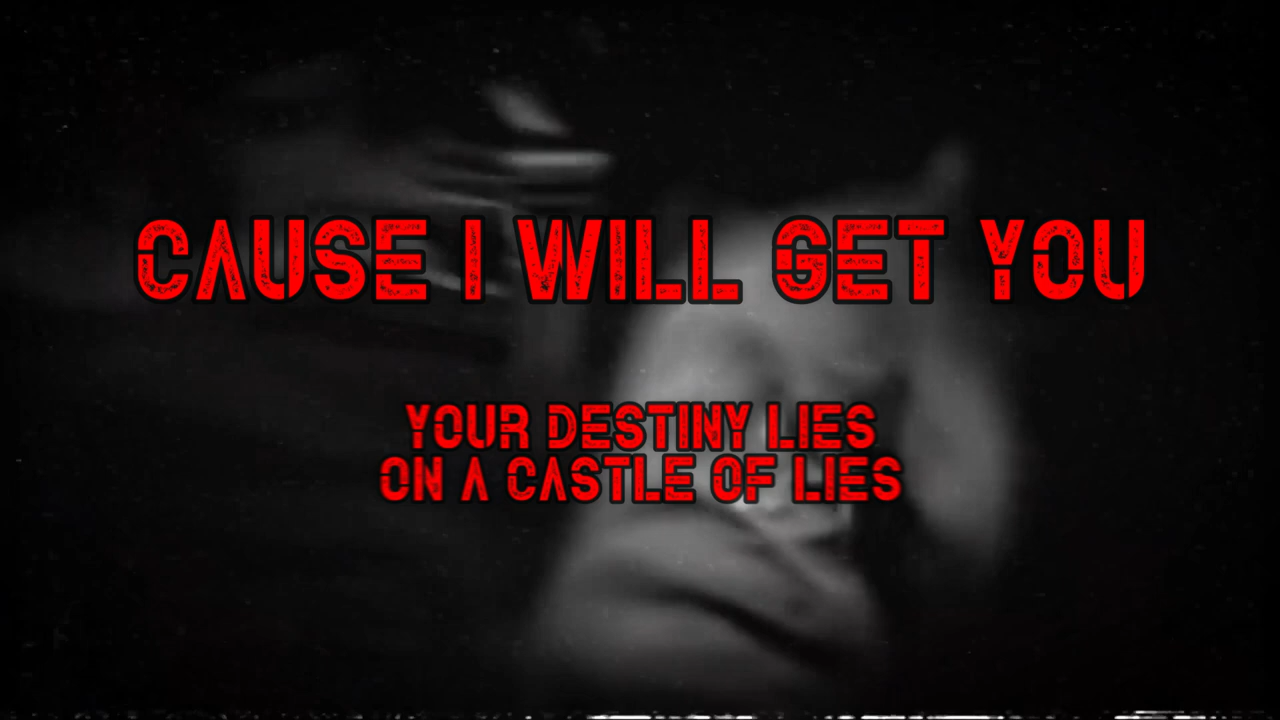 CAUSE I WILL GET YOU
YOUR DESTINY LIES
ON A CASTLE OF LIES